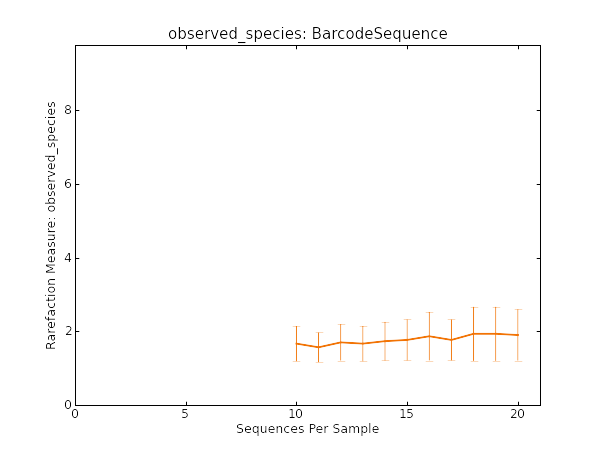 observed_species: BarcodeSequence
Rarefaction Measure: observed_species
8
6
4
2
0
0 5 10 15 20
Sequences Per Sample